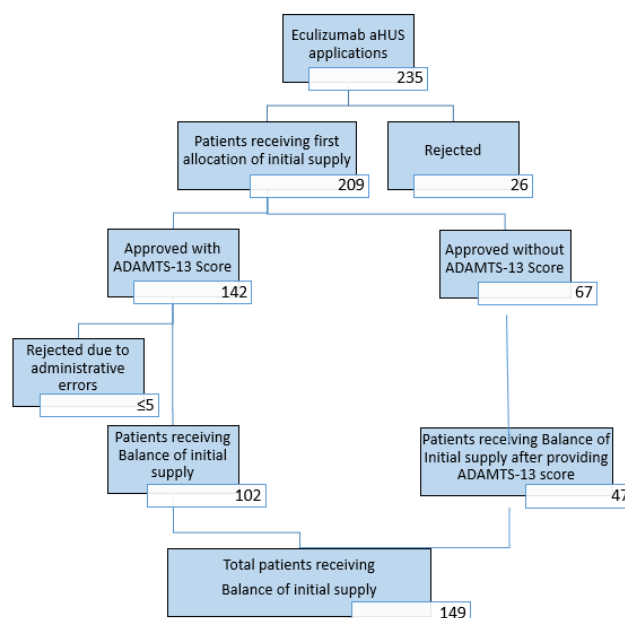 Eculizumab aHUS
applications
235
Patients receiving first
allocation of initial supply
209
Rejected
26
Approved with
ADAMTS-13 Score
142
Approved without
ADAMTS-13 Score
67
Rejected due to
administrative
errors
≤5
Patients receiving
Balance of initial
supply
102
Patients receiving Balance of
Initial supply after providing
ADAMTS-13 score
47
Total patients receiving
Balance of initial supply
149